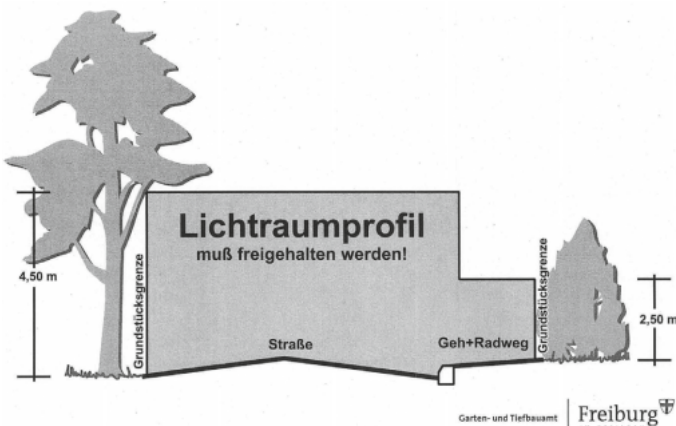 Lichtraumprofil
muß freigehalten werden!
4,50 m
Grundstücksgrenze
Straße
Geh+Radweg
Grundstücksgrenze
2,50 m
Garten- und Tiefbauamt
Freiburg